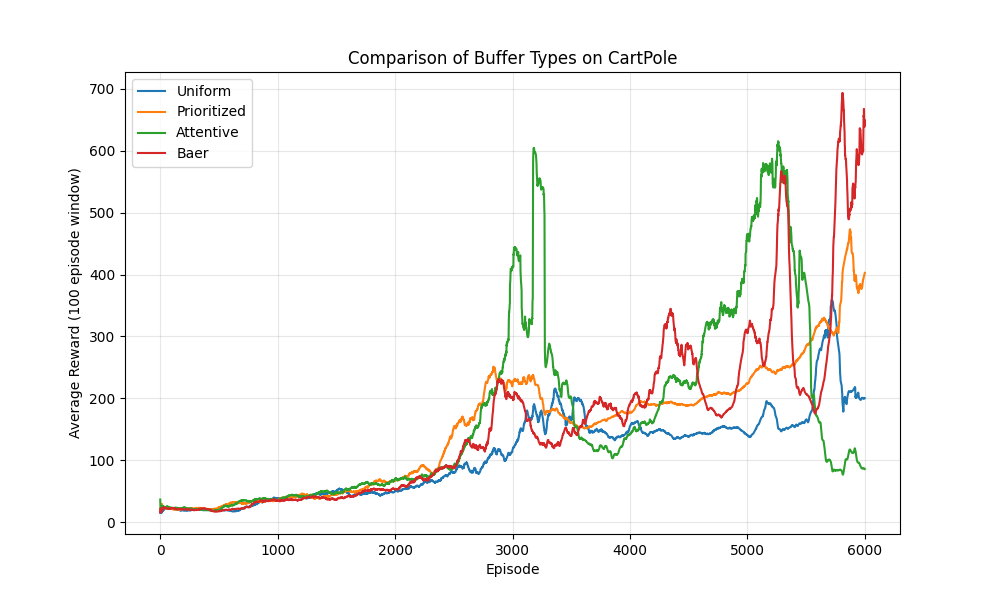 Comparison of Buffer Types on CartPole
Uniform
Prioritized
Attentive
Baer
Average Reward (100 episode window)
700
600
500
400
300
200
100
0
0 1000 2000 3000 4000 5000 6000
Episode